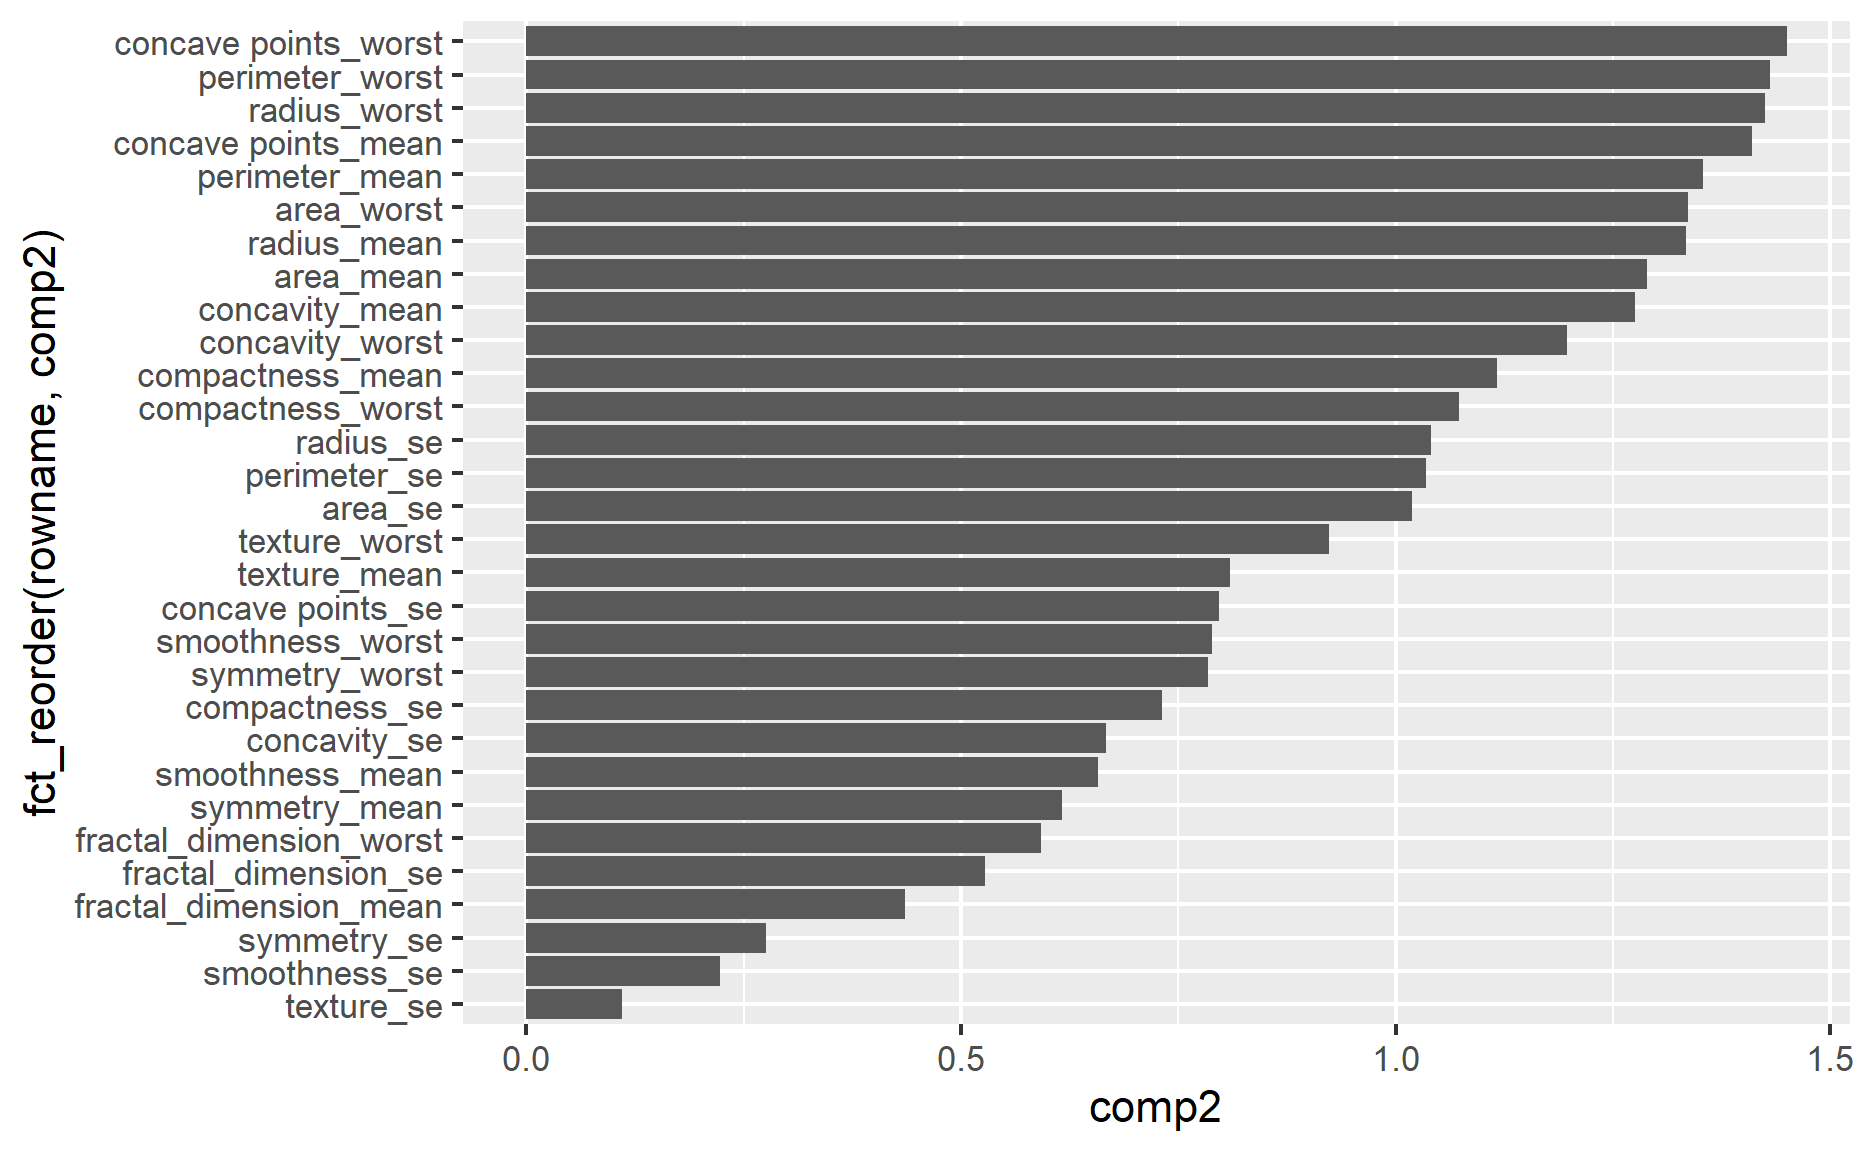 fct_reorder(rowname, comp2)
concave points_worst
perimeter_worst
radius_worst
concave points_mean
perimeter_mean
area_worst
radius_mean
area_mean
concavity_mean
concavity_worst
compactness_mean
compactness_worst
radius_se
perimeter_se
area_se
texture_worst
texture_mean
concave points_se
smoothness_worst
symmetry_worst
compactness_se
concavity_se
smoothness_mean
symmetry_mean
fractal_dimension_worst
fractal_dimension_se
fractal_dimension_mean
symmetry_se
smoothness_se
texture_se
0.0 0.5 1.0 1.5
comp2